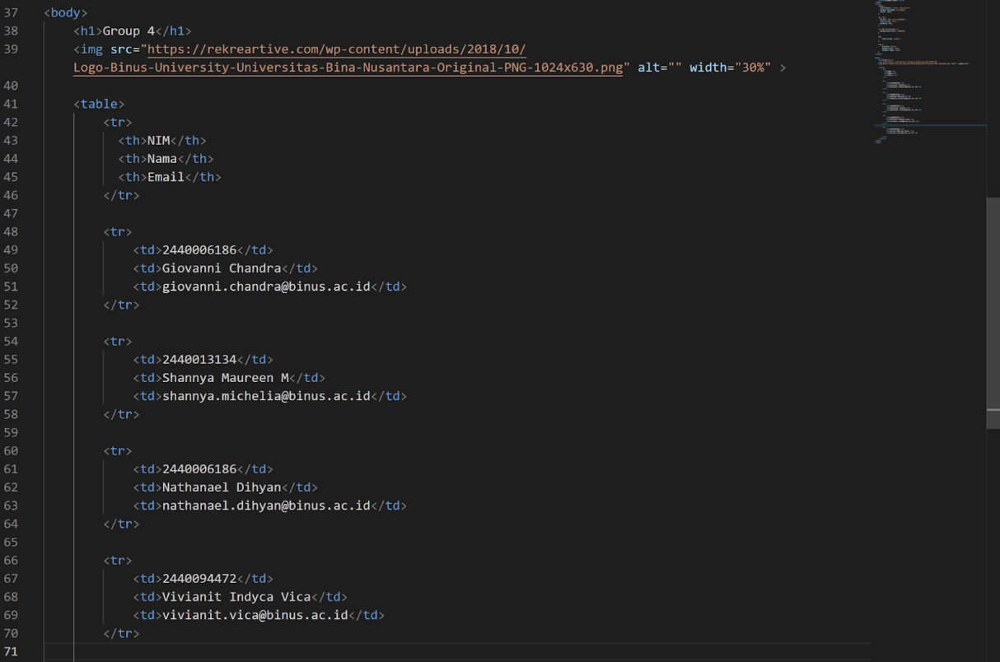 37 <body>
38 <h1>Group 4</h1>
39 <img src="https://rekreartive.com/wp-content/uploads/2018/10/
Logo-Binus-University-Universitas-Bina-Nusantara-Original-PNG-1024x630.png" alt="" width="30%" >
40
41 <table>
42 <tr>
43 <th>NIM</th>
44 <th>Nama</th>
45 <th>Email</th>
46 </tr>
47
48 <tr>
49 <td>2440006186</td>
50 <td>Giovanni Chandra</td>
51 <td>giovanni.chandra@binus.ac.id</td>
52 </tr>
53
54 <tr>
55 <td>2440013134</td>
56 <td>Shannya Maureen M</td>
57 <td>shannya.michelia@binus.ac.id</td>
58 </tr>
59
60 <tr>
61 <td>2440006186</td>
62 <td>Nathanael Dihyan</td>
63 <td>nathanael.dihyan@binus.ac.id</td>
64 </tr>
65
66 <tr>
67 <td>2440094472</td>
68 <td>Vivianit Indyca Vica</td>
69 <td>vivianit.vica@binus.ac.id</td>
70 </tr>
71